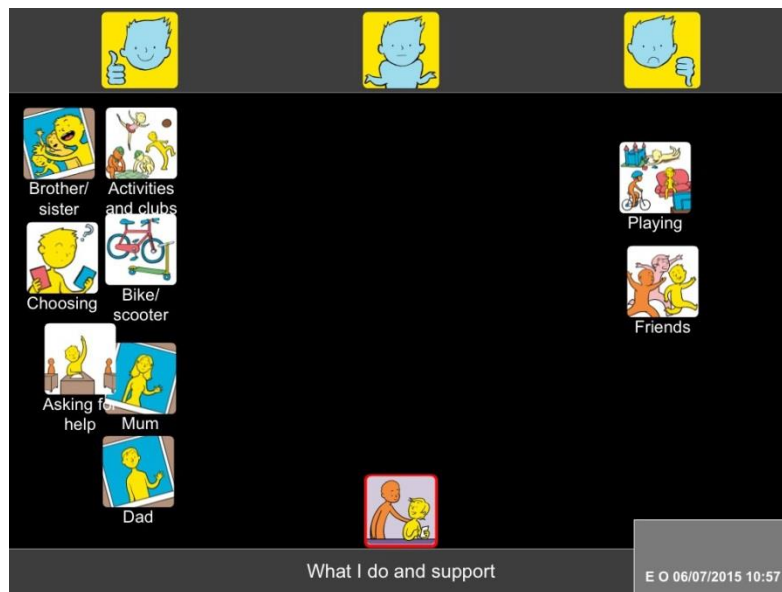 Brother/
sister
Activities
and clubs
Choosing
Bike/
scooter
Asking for
help
Mum
Dad
Playing
Friends
What I do and support
E O 06/07/2015 10:57